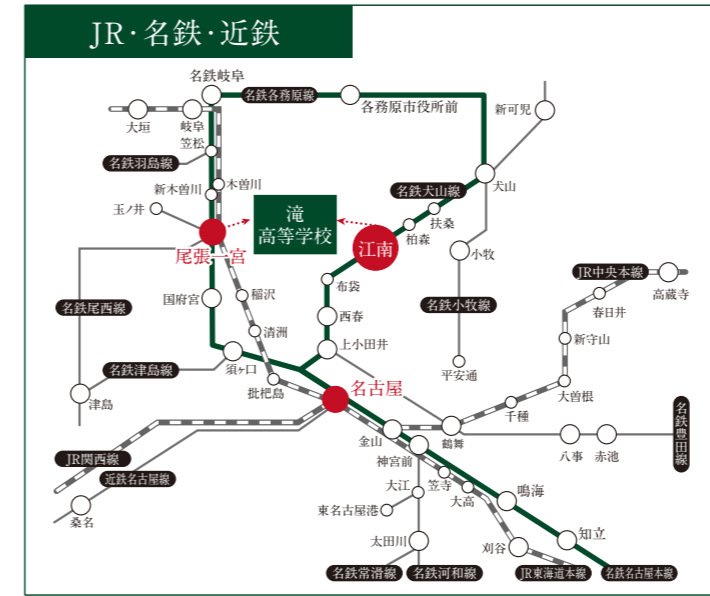 JR・名鉄・近鉄
名鉄岐阜
名鉄各務原線
各務原市役所前
新可児
大垣
岐阜
笠松
名鉄羽島線
犬山
新木曽川
木曽川
名鉄犬山線
扶桑
玉ノ井
滝
高等学校
柏森
江南
尾張一宮
小牧
JR中央本線
高蔵寺
布袋
国府宮
稲沢
名鉄尾西線
西春
名鉄小牧線
春日井
清洲
新守山
上小田井
名鉄津島線
須ヶ口
平安通
枇杷島
名古屋
大曽根
津島
千種
金山
鶴舞
八事
赤池
名鉄豊田線
JR関西線
神宮前
近鉄名古屋線
笠寺
大江
大高
鳴海
桑名
東名古屋港
太田川
刈谷
知立
名鉄常滑線
名鉄河和線
JR東海道本線
名鉄名古屋本線